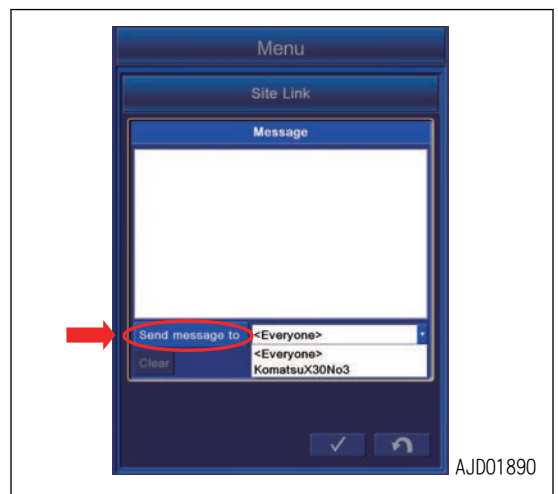 Menu
Site Link
Message
Send message to <Everyone>
Clear
<Everyone>
KomatsuX30No3
AJD01890